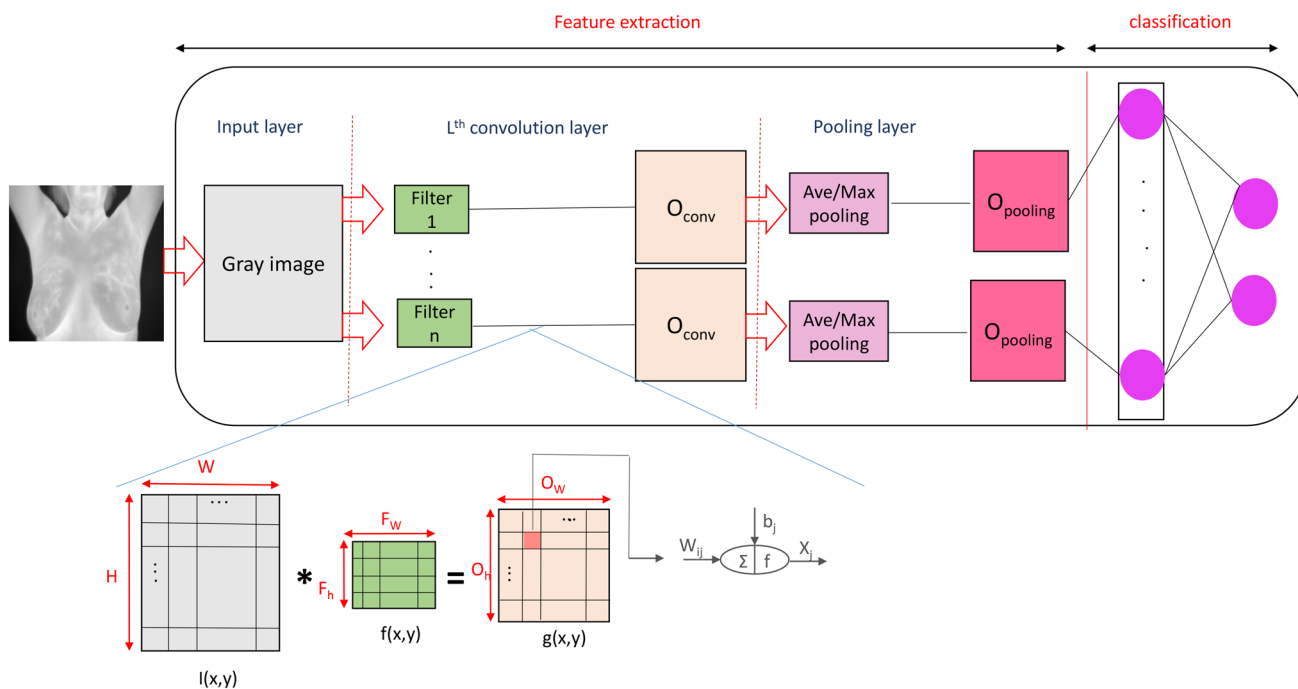 Feature extraction
classification
Input layer
Lth convolution layer
Pooling layer
Gray image
Filter
1
.
.
.
.
Filter
n
Oconv
Oconv
Ave/Max
pooling
Ave/Max
pooling
Opooling
Opooling
.
.
.
.
.
W
H
...
...
I(x,y)
*
FW
Fh
f(x,y)
=
OW
Oh
...
...
g(x,y)
Wij
bj
Σ f
Xj